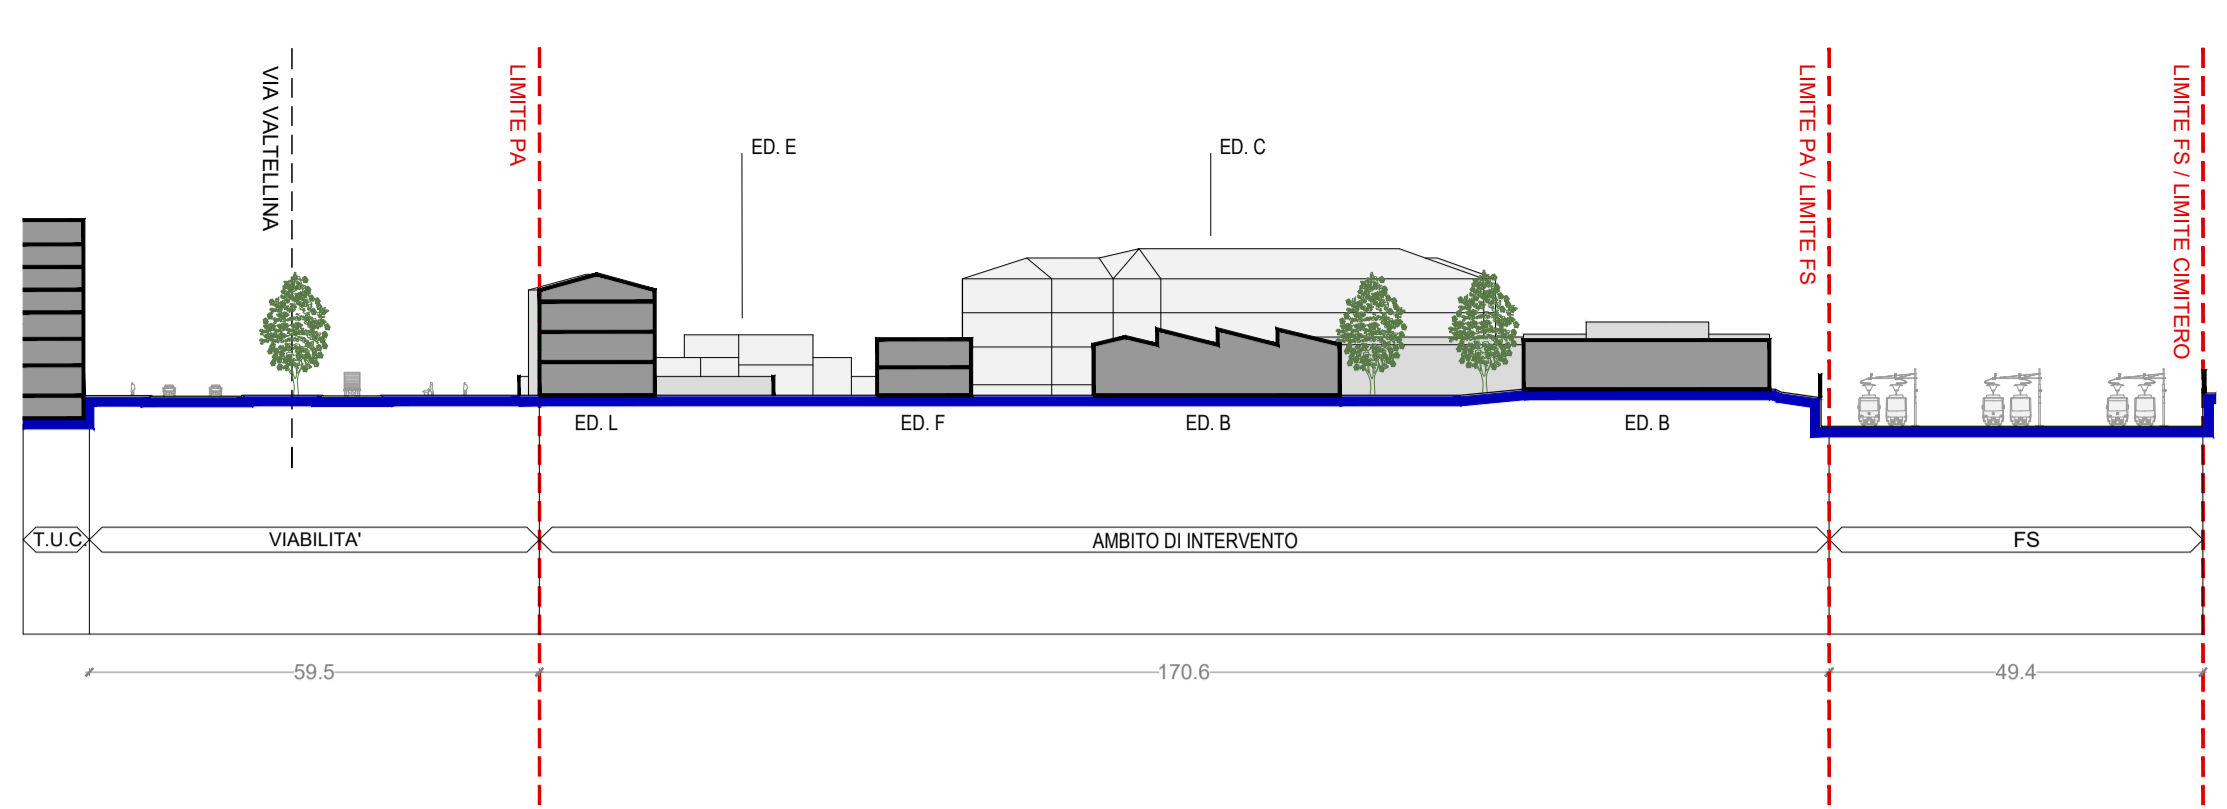 VIA VALTELLINA
LIMITE PA
LIMITE PA / LIMITE FS
LIMITE FS / LIMITE CIMITERO
ED. E
ED. C
ED. L
ED. F
ED. B
ED. B
T.U.C.
VIABILITA'
AMBITO DI INTERVENTO
FS
59.5
170.6
49.4